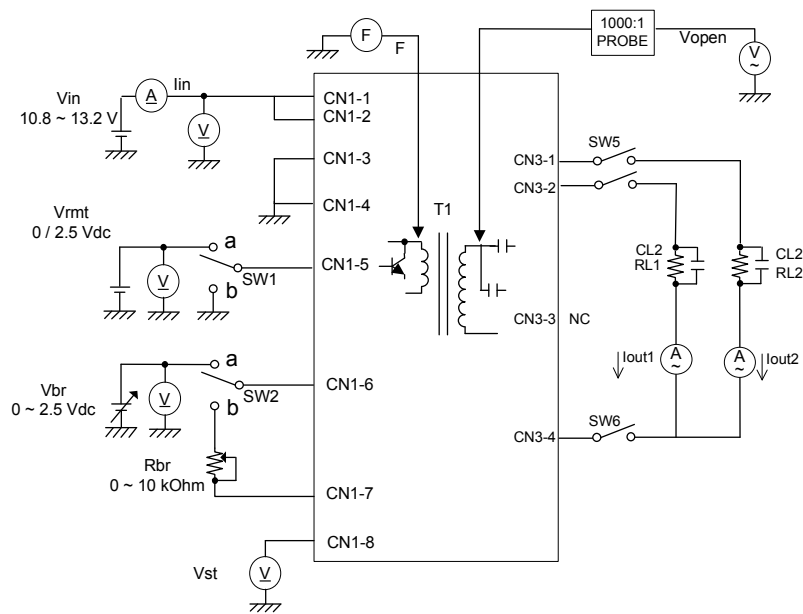 F
F
1000:1
PROBE
Vopen
V
~
Vin
10.8 ~ 13.2 V
A
Iin
V
CN1-1
CN1-2
CN1-3
CN1-4
Vrmt
0 / 2.5 Vdc
V
a
b
SW1
CN1-5
T1
CN3-1
CN3-2
SW5
CL2
RL1
CL2
RL2
CN3-3 NC
Iout1
A
~
A
~
Iout2
Vbr
0 ~ 2.5 Vdc
V
a
b
SW2
CN1-6
CN3-4
SW6
Rbr
0 ~ 10 kOhm
CN1-7
CN1-8
Vst
V